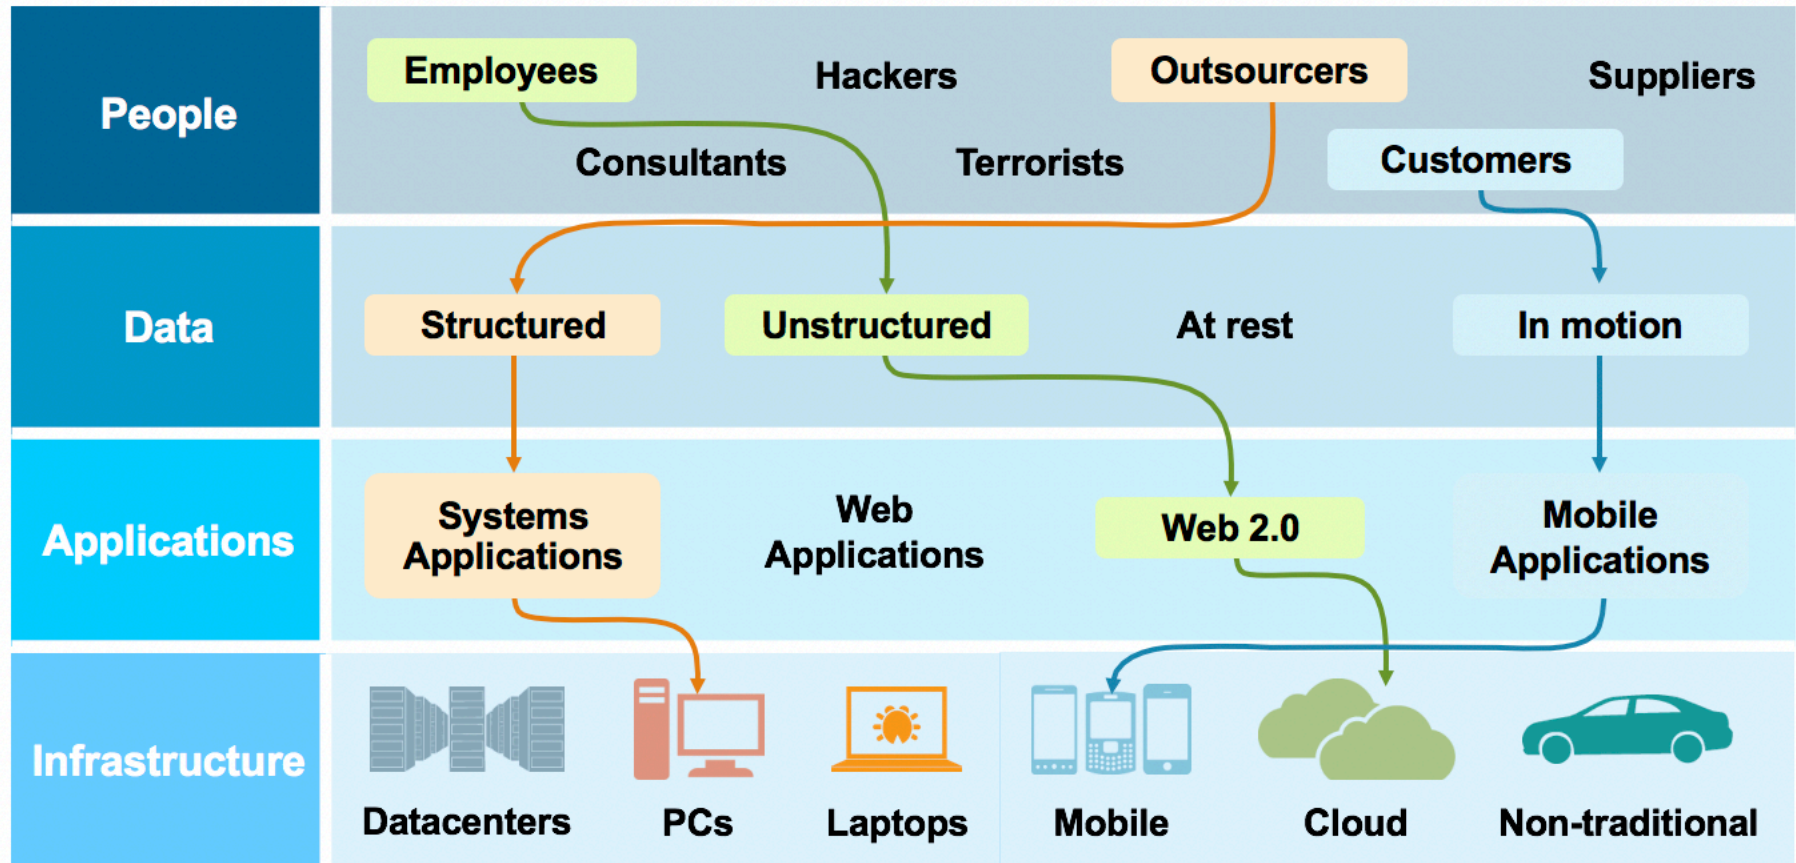 People
Employees
Hackers
Outsourcers
Suppliers
Consultants
Terrorists
Customers
Data
Structured
Unstructured
At rest
In motion
Applications
Systems
Applications
Web
Applications
Web 2.0
Mobile
Applications
Infrastructure
Datacenters
PCs
Laptops
Mobile
Cloud
Non-traditional